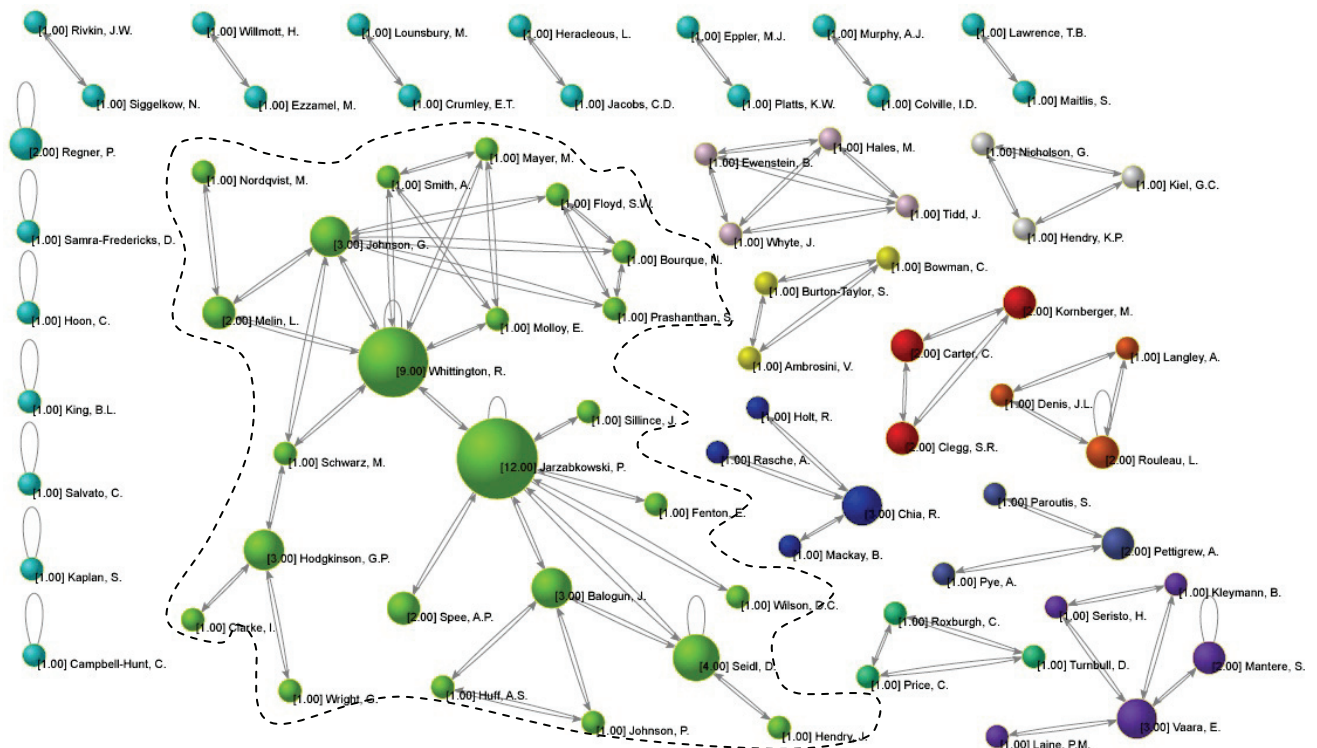 [1.00] Rivkin, J.W.
[1.00] Willmott, H.
[1.00] Lounsbury, M.
[1.00] Heracleous, L.
[1.00] Eppler, M.J.
[1.00] Murphy, A.J.
[1.00] Lawrence, T.B.
[1.00] Siggelkow, N.
[1.00] Ezzamel, M.
[1.00] Crumley, E.T.
[1.00] Jacobs, C.D.
[1.00] Platts, K.W.
[1.00] Colville, I.D.
[1.00] Maitlis, S.
[2.00] Regner, P.
[1.00] Nordqvist, M.
[1.00] Smith, A.
[1.00] Mayer, M.
[1.00] Floyd, S.W.
[1.00] Ewenstein, B.
[1.00] Hales, M.
[1.00] Nicholson, G.
[1.00] Kiel, G.C.
[1.00] Tidd, J.
[1.00] Samra-Fredericks, D.
[3.00] Johnson, G.
[1.00] Bourque, N.
[1.00] Whyte, J.
[1.00] Hendry, K.P.
[1.00] Bowman, C.
[1.00] Burton-Taylor, S.
[1.00] Hoon, C.
[2.00] Melin, L.
[1.00] Molloy, E.
[1.00] Prashanthan, S.
[2.00] Kornberger, M.
[9.00] Whittington, R.
[1.00] Ambrosini, V.
[2.00] Carter, C.
[1.00] Langley, A.
[1.00] King, B.L.
[1.00] Sillince, J.
[1.00] Holt, R.
[1.00] Denis, J.L.
[2.00] Clegg, S.R.
[1.00] Schwarz, M.
[12.00] Jarzabkowski, P.
[1.00] Rasche, A.
[2.00] Rouleau, L.
[1.00] Salvato, C.
[1.00] Fenton, E.
[3.00] Chia, R.
[1.00] Paroutis, S.
[3.00] Hodgkinson, G.P.
[1.00] Mackay, B.
[2.00] Pettigrew, A.
[1.00] Kaplan, S.
[1.00] Pye, A.
[3.00] Balogun, J.
[1.00] Wilson, D.C.
[1.00] Kleymann, B.
[1.00] Clarke, I.
[2.00] Spee, A.P.
[1.00] Roxburgh, C.
[1.00] Seristo, H.
[1.00] Campbell-Hunt, C.
[4.00] Seidl, D.
[1.00] Turnbull, D.
[2.00] Mantere, S.
[1.00] Price, C.
[1.00] Wright, G.
[1.00] Huff, A.S.
[1.00] Johnson, P.
[1.00] Hendry, J.
[3.00] Vaara, E.
[1.00] Laine, P.M.